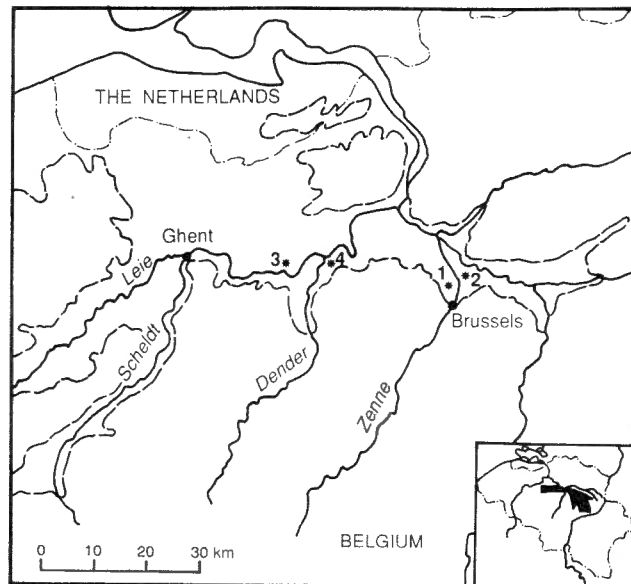 THE NETHERLANDS
Ghent
Leie
3
4
1
2
Brussels
Scheldt
Dender
Zenne
BELGIUM
0 10 20 30 km